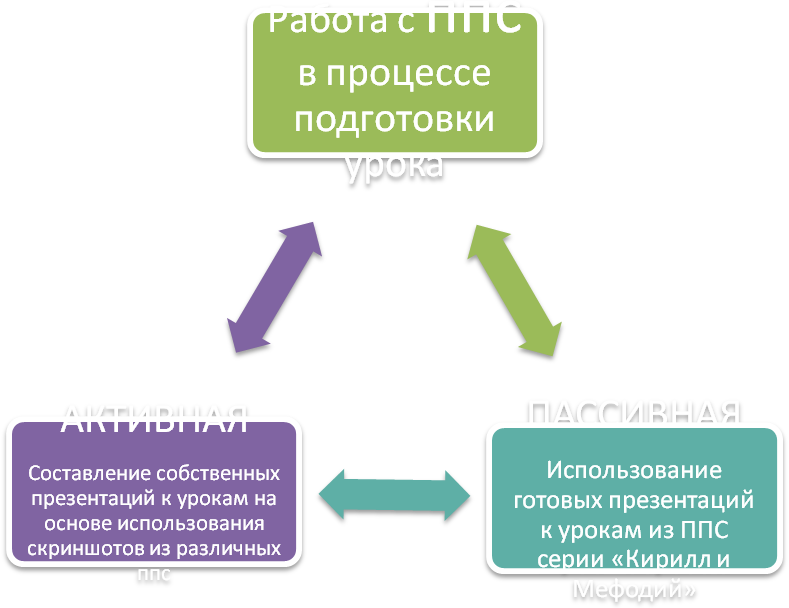 Работа с ППС
в процессе
подготовки
урока
АКТИВНАЯ
Составление собственных
презентаций к урокам на
основе использования
скриншотов из различных
ппс
ПАССИВНАЯ
Использование
готовых презентаций
к урокам из ППС
серии «Кирилл и
Мефодий»